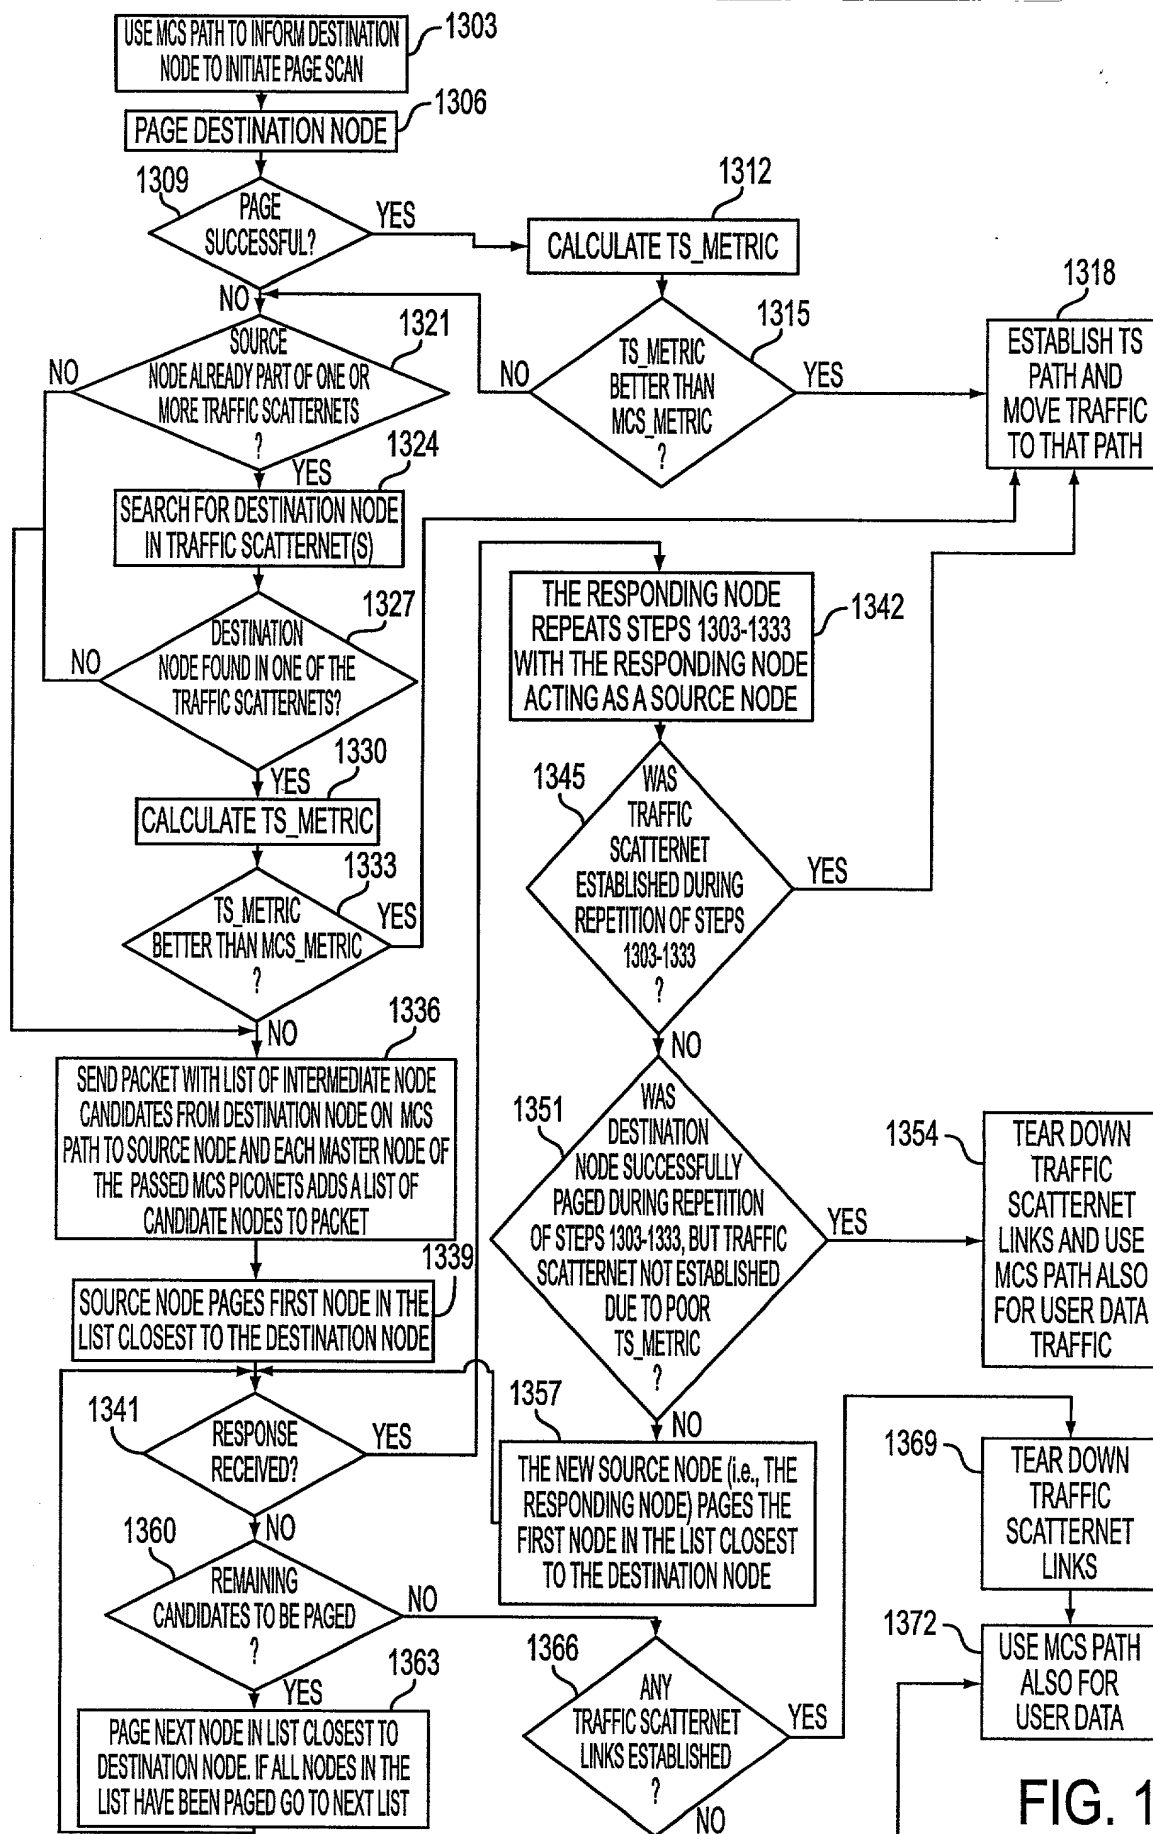 USE MCS PATH TO INFORM DESTINATION
NODE TO INITIATE PAGE SCAN
1303
PAGE DESTINATION NODE
1306
1309
PAGE
SUCCESSFUL?
YES
NO
1312
CALCULATE TS_METRIC
1315
TS_METRIC
BETTER THAN
MCS_METRIC
?
NO
YES
1318
ESTABLISH TS
PATH AND
MOVE TRAFFIC
TO THAT PATH
1321
SOURCE
NODE ALREADY PART OF ONE OR
MORE TRAFFIC SCATTERNETS
?
NO
YES
1324
SEARCH FOR DESTINATION NODE
IN TRAFFIC SCATTERNET(S)
1327
DESTINATION
NODE FOUND IN ONE OF THE
TRAFFIC SCATTERNETS?
NO
YES
1330
CALCULATE TS_METRIC
1333
TS_METRIC
BETTER THAN MCS_METRIC
?
YES
NO
1336
SEND PACKET WITH LIST OF INTERMEDIATE NODE
CANDIDATES FROM DESTINATION NODE ON MCS
PATH TO SOURCE NODE AND EACH MASTER NODE OF
THE PASSED MCS PICONETS ADDS A LIST OF
CANDIDATE NODES TO PACKET
1339
SOURCE NODE PAGES FIRST NODE IN THE
LIST CLOSEST TO THE DESTINATION NODE
1341
RESPONSE
RECEIVED?
YES
NO
1342
THE RESPONDING NODE
REPEATS STEPS 1303-1333
WITH THE RESPONDING NODE
ACTING AS A SOURCE NODE
1345
WAS
TRAFFIC
SCATTERNET
ESTABLISHED DURING
REPETITION OF STEPS
1303-1333
?
YES
NO
1351
WAS
DESTINATION
NODE SUCCESSFULLY
PAGED DURING REPETITION
OF STEPS 1303-1333, BUT TRAFFIC
SCATTERNET NOT ESTABLISHED
DUE TO POOR
TS_METRIC
?
YES
NO
1354
TEAR DOWN
TRAFFIC
SCATTERNET
LINKS AND USE
MCS PATH ALSO
FOR USER DATA
TRAFFIC
1357
THE NEW SOURCE NODE (i.e., THE
RESPONDING NODE) PAGES THE
FIRST NODE IN THE LIST CLOSEST
TO THE DESTINATION NODE
1360
REMAINING
CANDIDATES TO BE PAGED
?
NO
YES
1363
PAGE NEXT NODE IN LIST CLOSEST TO
DESTINATION NODE. IF ALL NODES IN THE
LIST HAVE BEEN PAGED GO TO NEXT LIST
1366
ANY
TRAFFIC SCATTERNET
LINKS ESTABLISHED
?
YES
NO
1369
TEAR DOWN
TRAFFIC
SCATTERNET
LINKS
1372
USE MCS PATH
ALSO FOR
USER DATA
FIG. 1